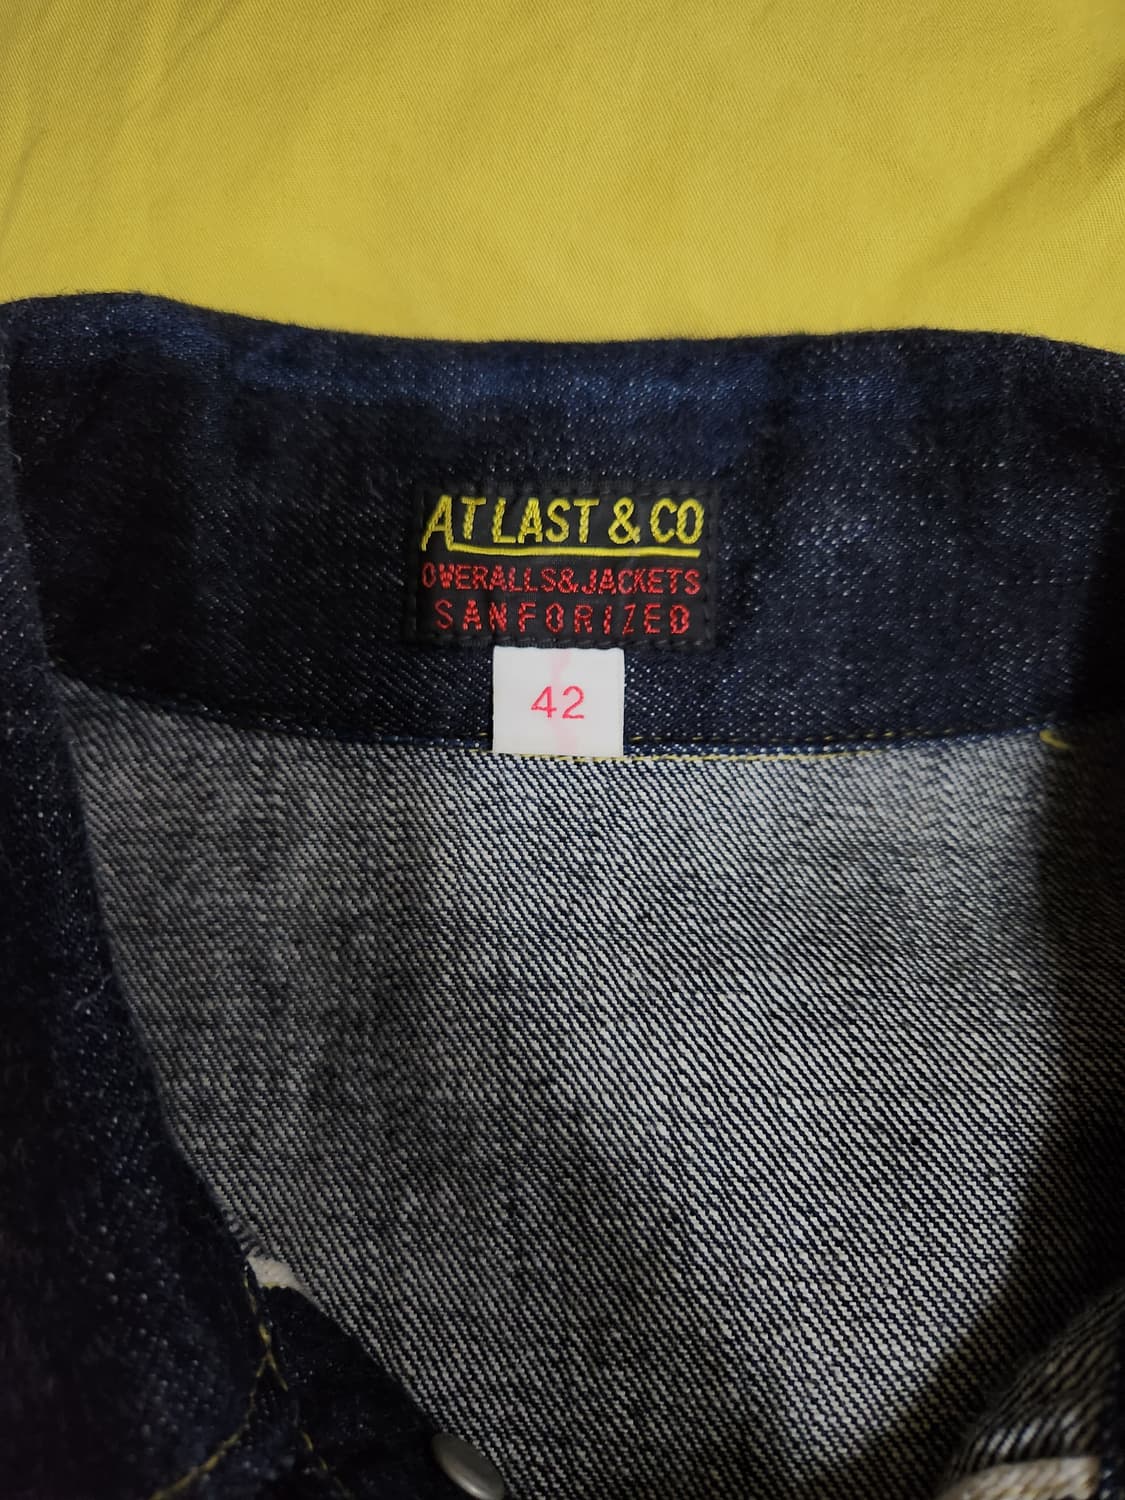 AT LAST & CO
OVERALLS & JACKETS
SANFORIZED
42